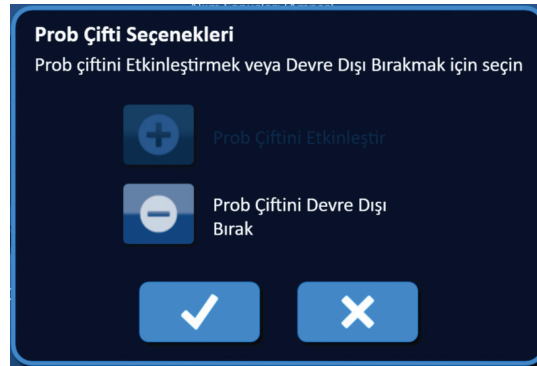 Prob Çifti Seçenekleri
Prob çiftini Etkinleştirmek veya Devre Dışı Bırakmak için seçin
Prob Çiftini Etkinleştir
Prob Çiftini Devre Dışı
Bırak